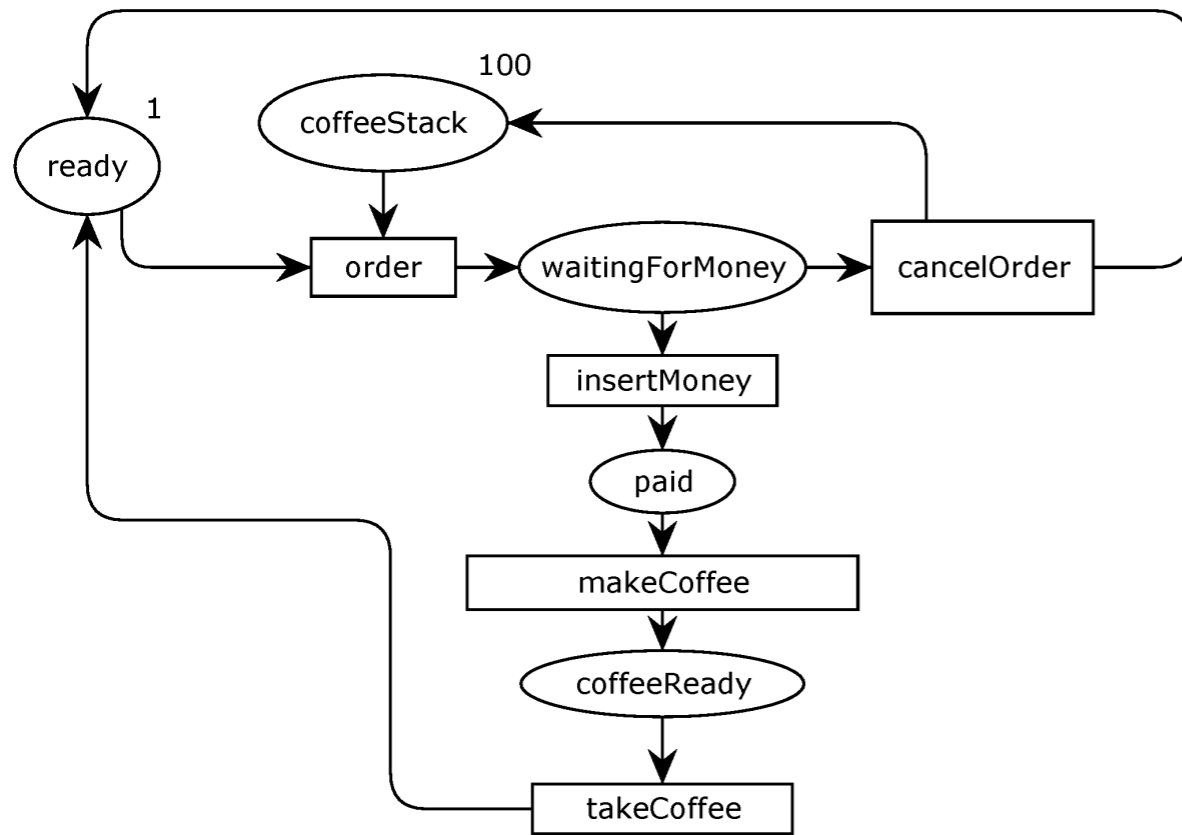 100
1
coffeeStack
ready
order
waitingForMoney
cancelOrder
insertMoney
paid
makeCoffee
coffeeReady
takeCoffee